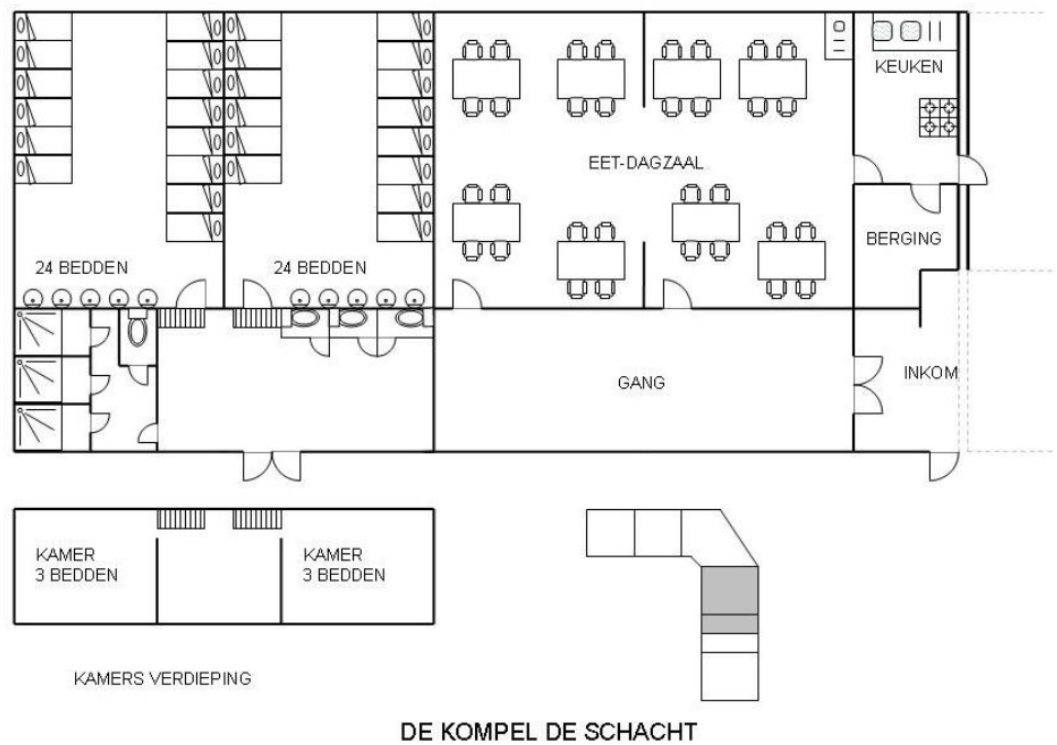 KEUKEN
EET-DAGZAAL
BERGING
24 BEDDEN
24 BEDDEN
INKOM
GANG
KAMER
3 BEDDEN
KAMER
3 BEDDEN
KAMERS VERDIEPING
DE KOMPEL DE SCHACHT